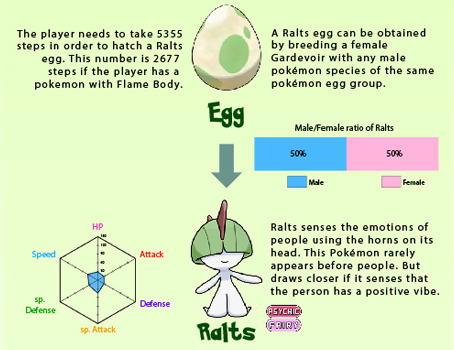 The player needs to take 5355
steps in order to hatch a Ralts
egg. This number is 2677
steps if the player has a
pokemon with Flame Body.
A Ralts egg can be obtained
by breeding a female
Gardevoir with any male
pokémon species of the same
pokémon egg group.
Egg
Male/Female ratio of Ralts
50%
50%
Male
Female
HP
Speed
Attack
sp.
Defense
Defense
sp. Attack
Ralts senses the emotions of
people using the horns on its
head. This Pokémon rarely
appears before people. But
draws closer if it senses that
the person has a positive vibe.
PSYCHIC
FAIRY
Ralts